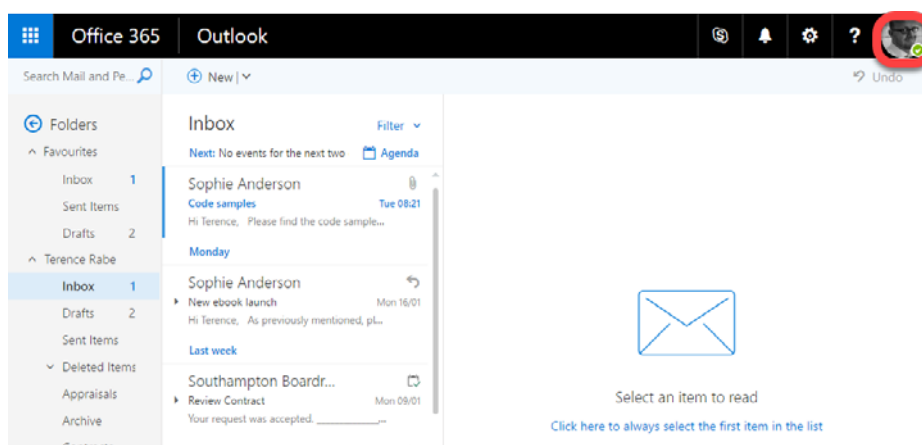 Office 365 Outlook ?
Search Mail and Pe... New Undo
Folders
Favourites
Inbox 1
Sent Items
Drafts 2
Terence Rabe
Inbox 1
Drafts 2
Sent Items
Deleted Items
Appraisals
Archive
Inbox Filter
Next: No events for the next two Agenda
Sophie Anderson
Code samples Tue 08:21
Hi Terence, Please find the code sample...
Monday
Sophie Anderson
New ebook launch Mon 16/01
Hi Terence, As previously mentioned, pl...
Last week
Southampton Boardr...
Review Contract Mon 09/01
Your request was accepted. ___________...
Select an item to read
Click here to always select the first item in the list